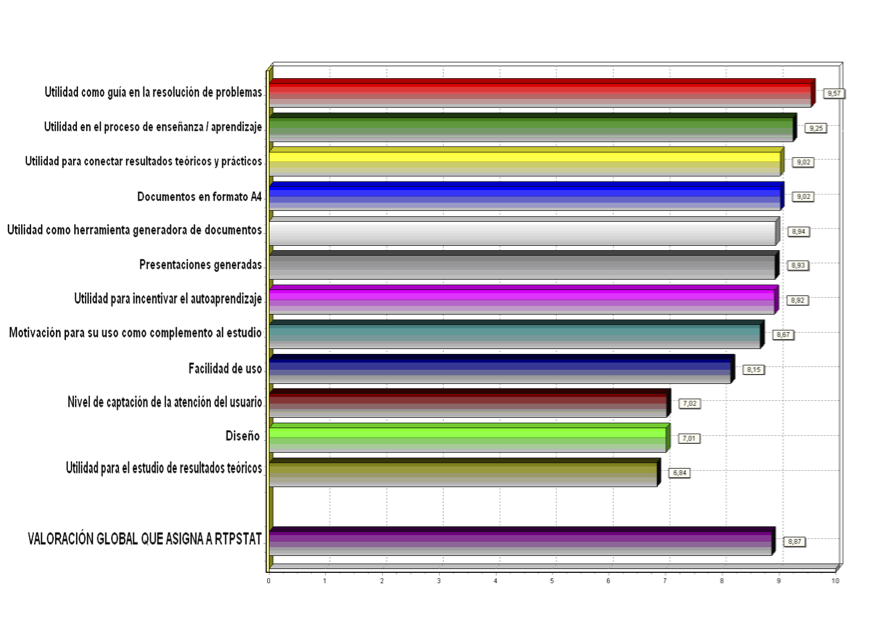 Utilidad como guía en la resolución de problemas 9,57
Utilidad en el proceso de enseñanza / aprendizaje 9,25
Utilidad para conectar resultados teóricos y prácticos 9,02
Documentos en formato A4 9,02
Utilidad como herramienta generadora de documentos 8,94
Presentaciones generadas 8,93
Utilidad para incentivar el autoaprendizaje 8,92
Motivación para su uso como complemento al estudio 8,67
Facilidad de uso 8,15
Nivel de captación de la atención del usuario 7,02
Diseño 7,01
Utilidad para el estudio de resultados teóricos 6,84
VALORACIÓN GLOBAL QUE ASIGNA A RTPSTAT 8,87
0 1 2 3 4 5 6 7 8 9 10